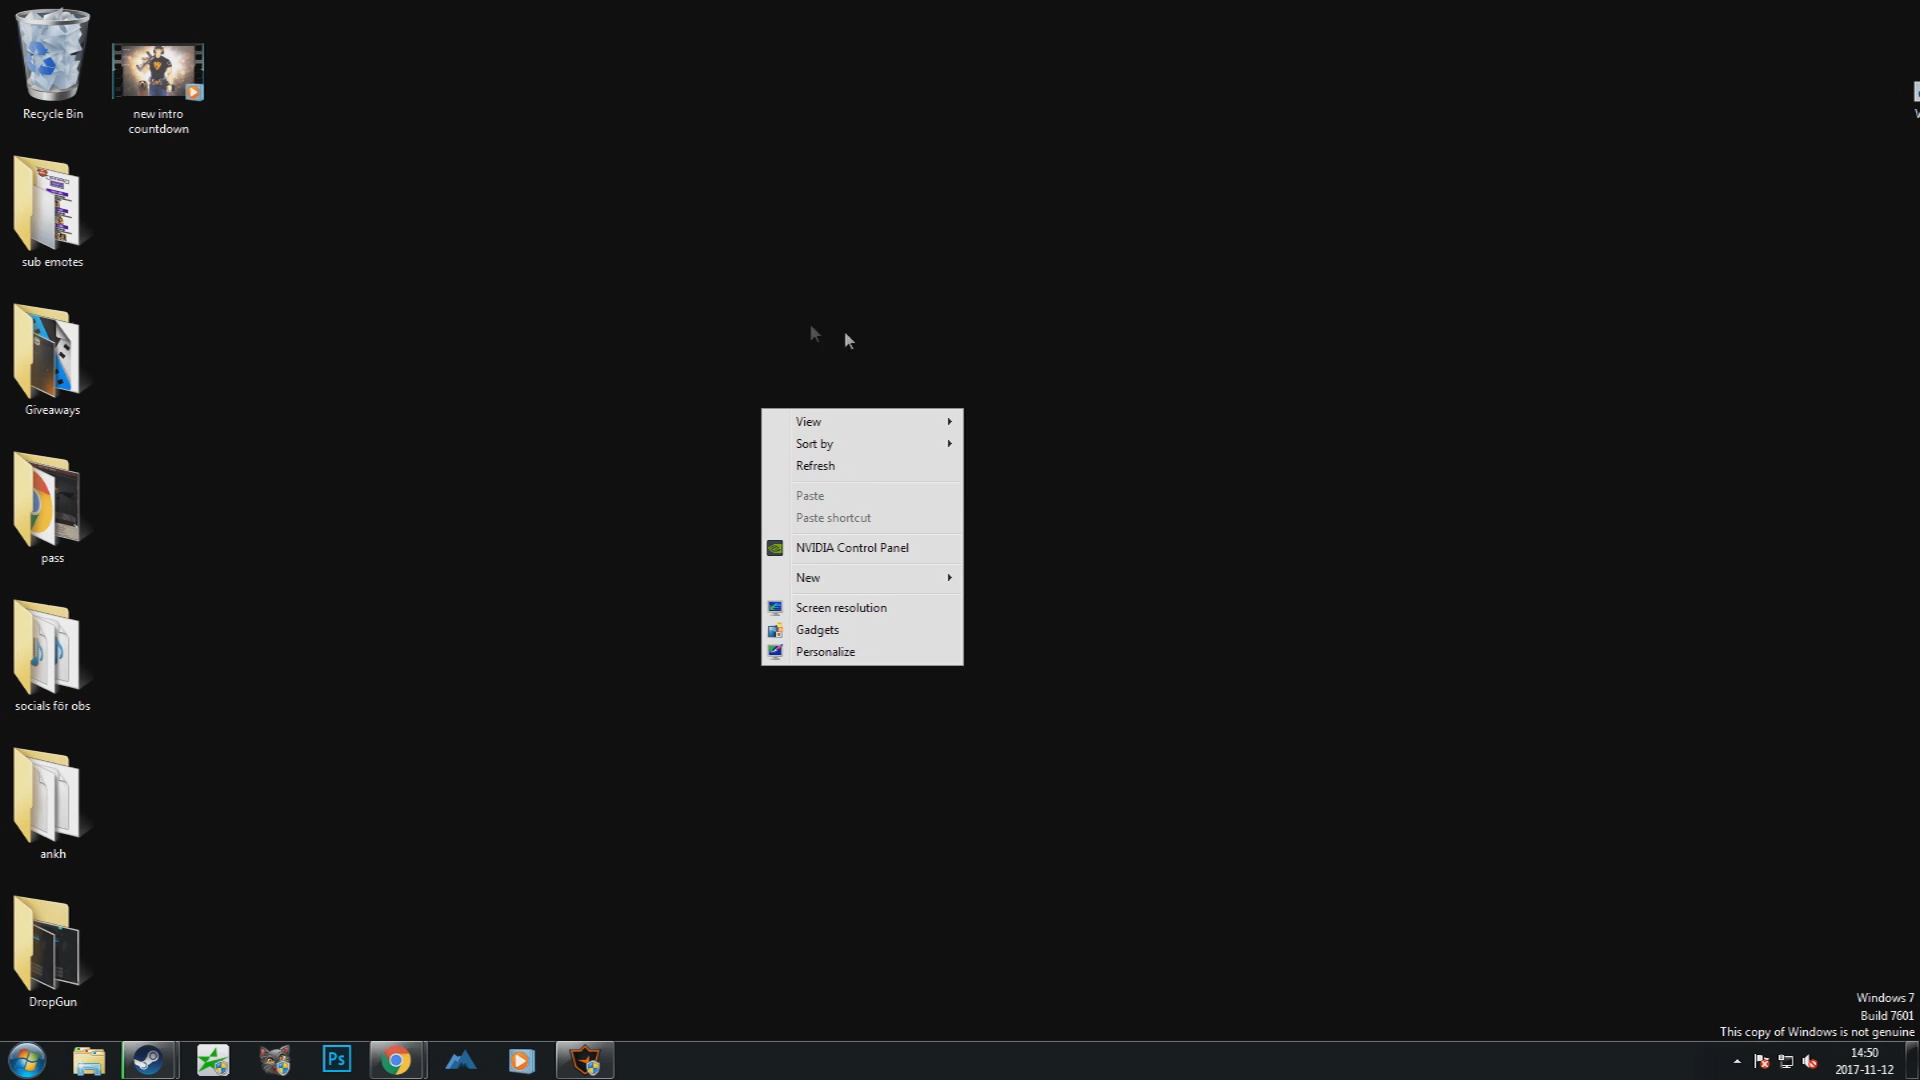 Recycle Bin
new intro
countdown
sub emotes
Giveaways
pass
socials för obs
ankh
DropGun
View
Sort by
Refresh
Paste
Paste shortcut
NVIDIA Control Panel
New
Screen resolution
Gadgets
Personalize
Windows 7
Build 7601
This copy of Windows is not genuine
Ps
14:50
2017-11-12